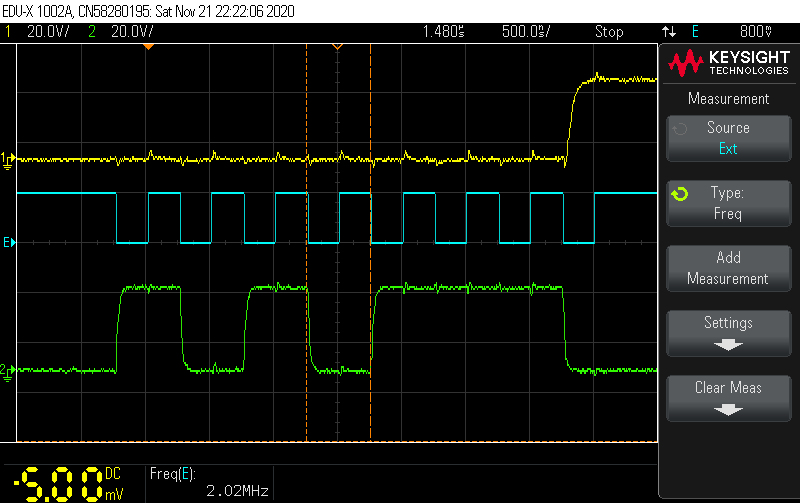 EDU-X 1002A, CN58280195: Sat Nov 21 22:22:06 2020
1 20.0V/ 2 20.0V/ 1.480s 500.0s/ Stop E 800V
KEYSIGHT
TECHNOLOGIES
Measurement
Source
Ext
Type:
Freq
Add
Measurement
Settings
Clear Meas
1
E
2
-5.00 DC mV
Freq(E):
2.02MHz